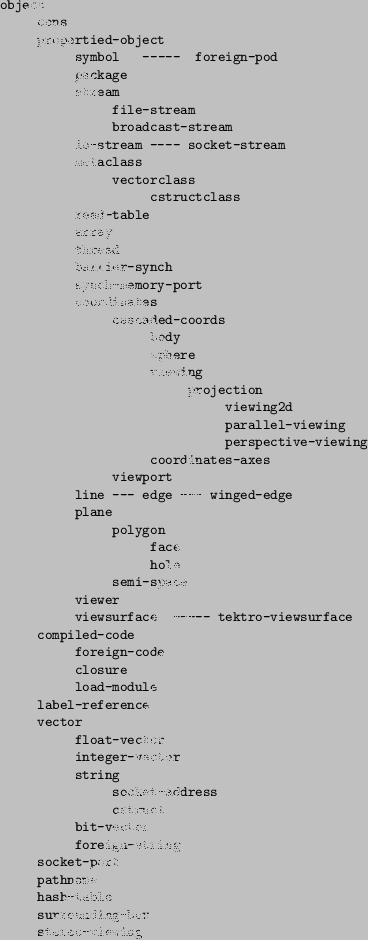 object
cons
propertied-object
symbol ----- foreign-pod
package
stream
file-stream
broadcast-stream
io-stream ---- socket-stream
metaclass
vectorclass
cstructclass
read-table
array
thread
barrier-synch
synch-memory-port
coordinates
cascaded-coords
body
sphere
viewing
projection
viewing2d
parallel-viewing
perspective-viewing
coordinates-axes
viewport
line --- edge --- winged-edge
plane
polygon
face
hole
semi-space
viewer
viewsurface ----- tektro-viewsurface
compiled-code
foreign-code
closure
load-module
label-reference
vector
float-vector
integer-vector
string
socket-address
cstruct
bit-vector
foreign-string
socket-port
pathname
hash-table
surrounding-box
stereo-viewing